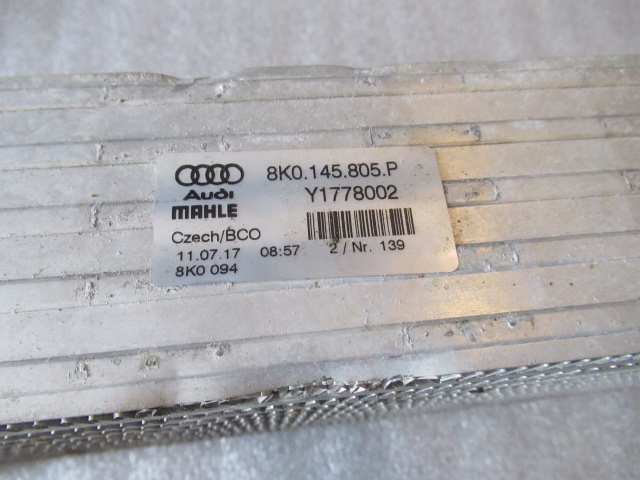 8K0.145.805.P
Audi
Y1778002
MAHLE
Czech/BCO
11.07.17 08:57 2 / Nr. 139
8K0 094